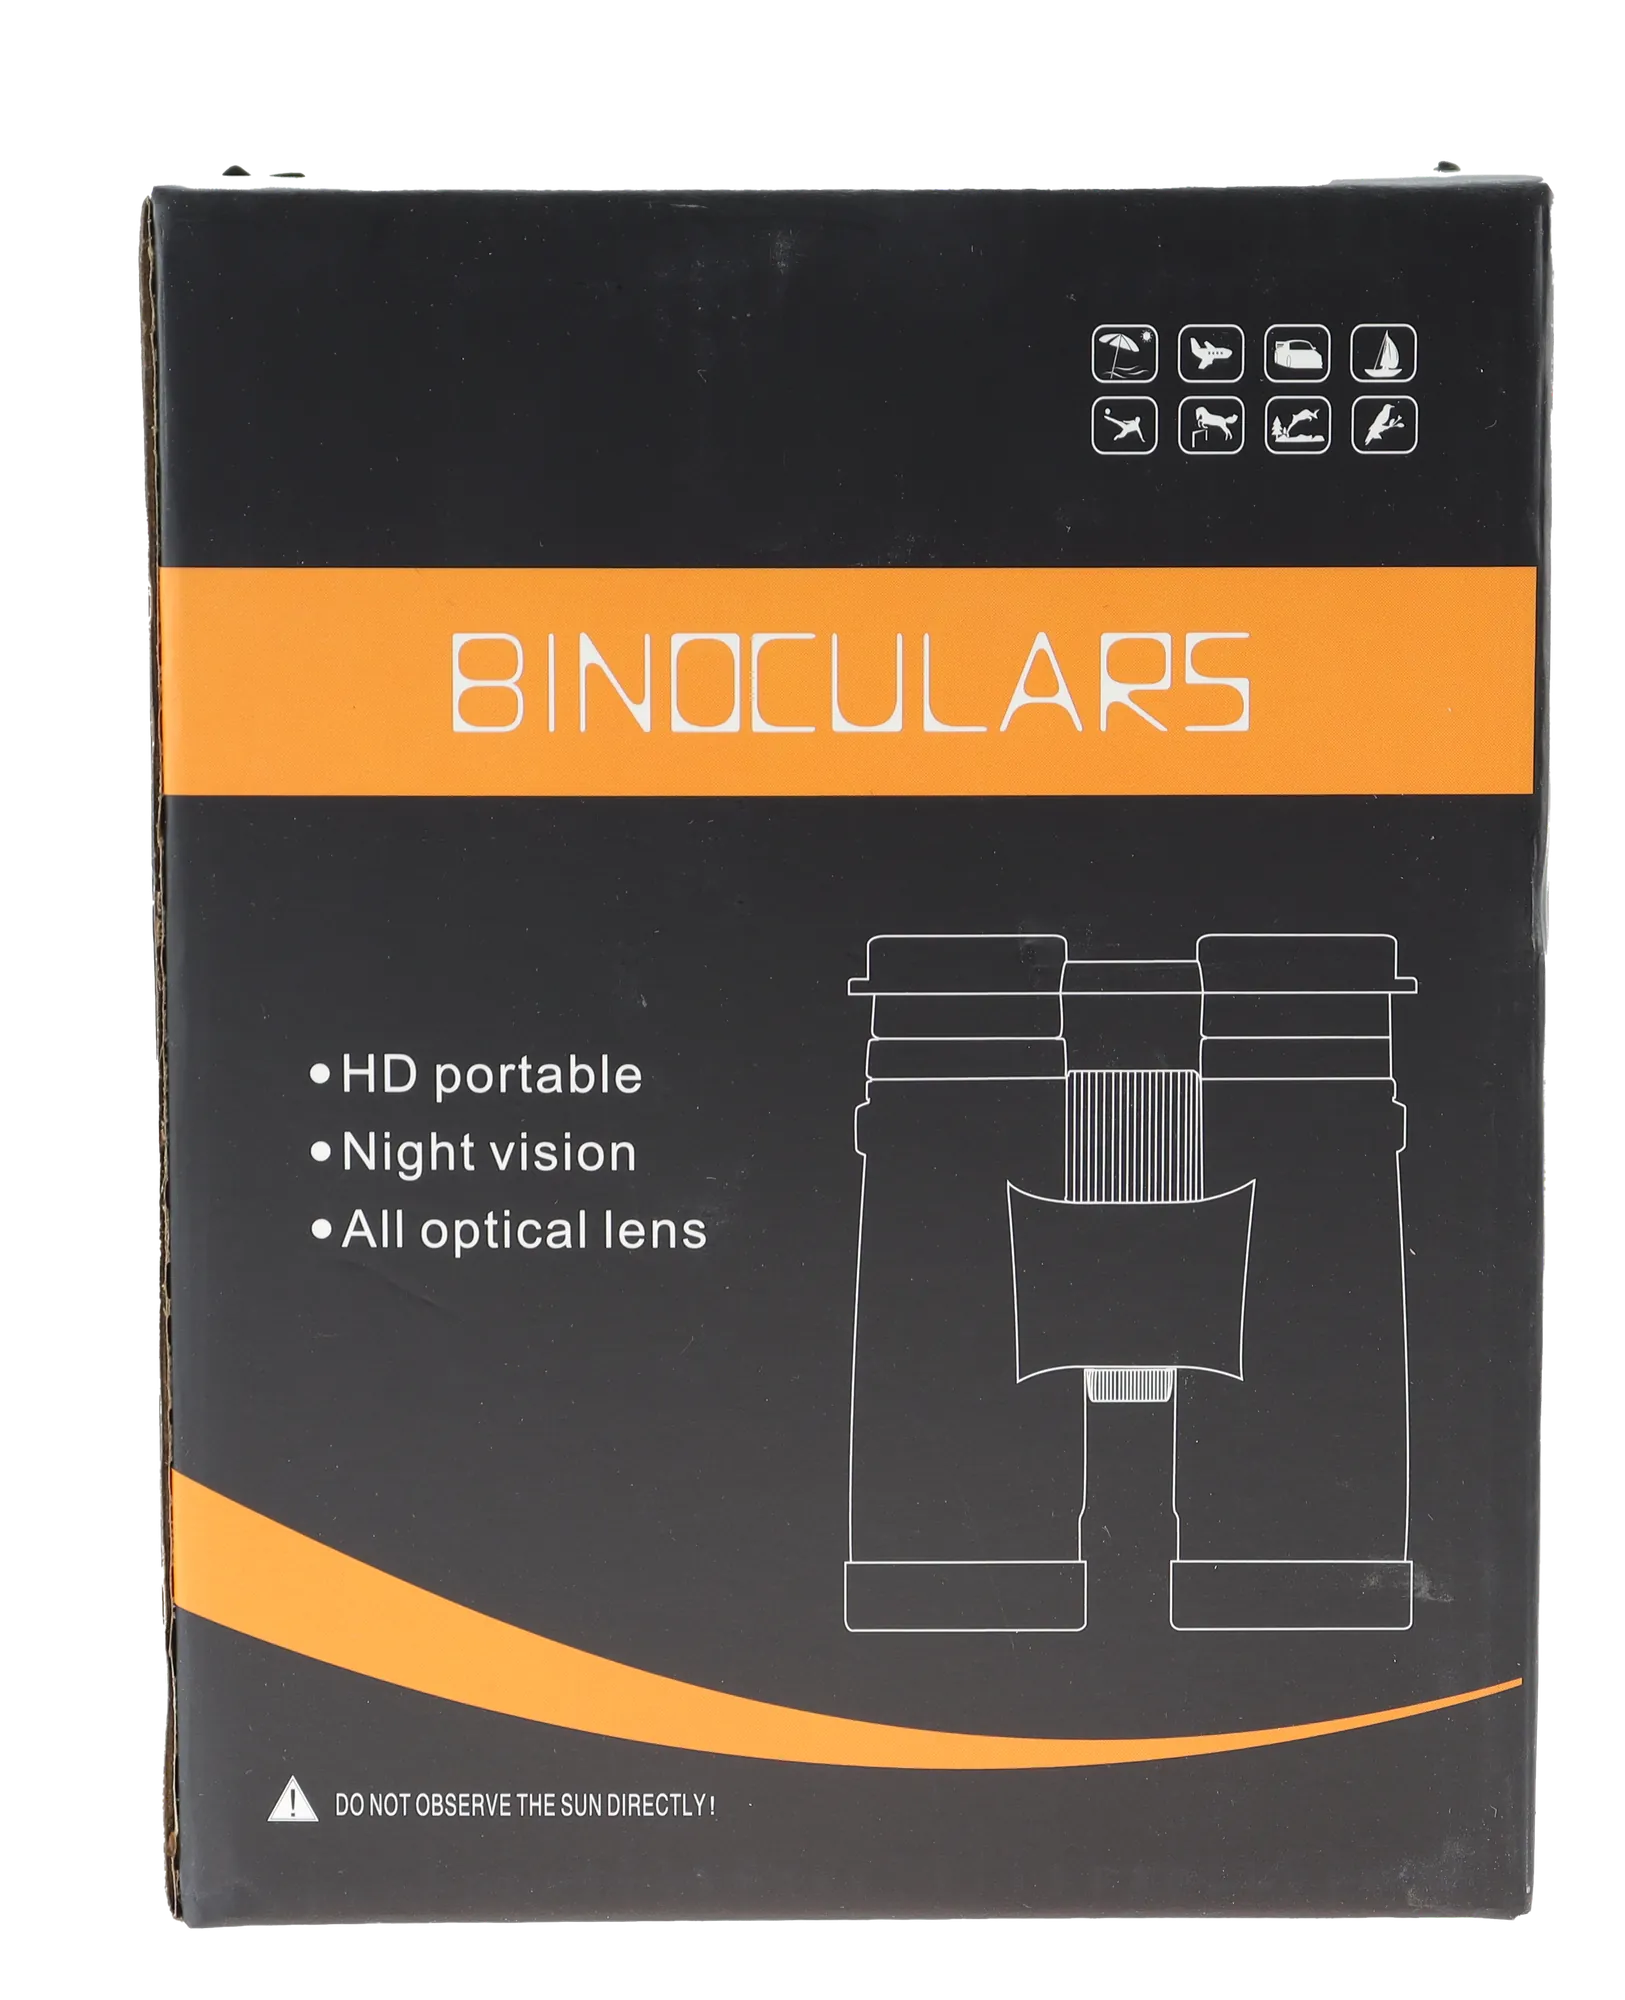 BINOCULARS
•HD portable
•Night vision
•All optical lens
DO NOT OBSERVE THE SUN DIRECTLY!